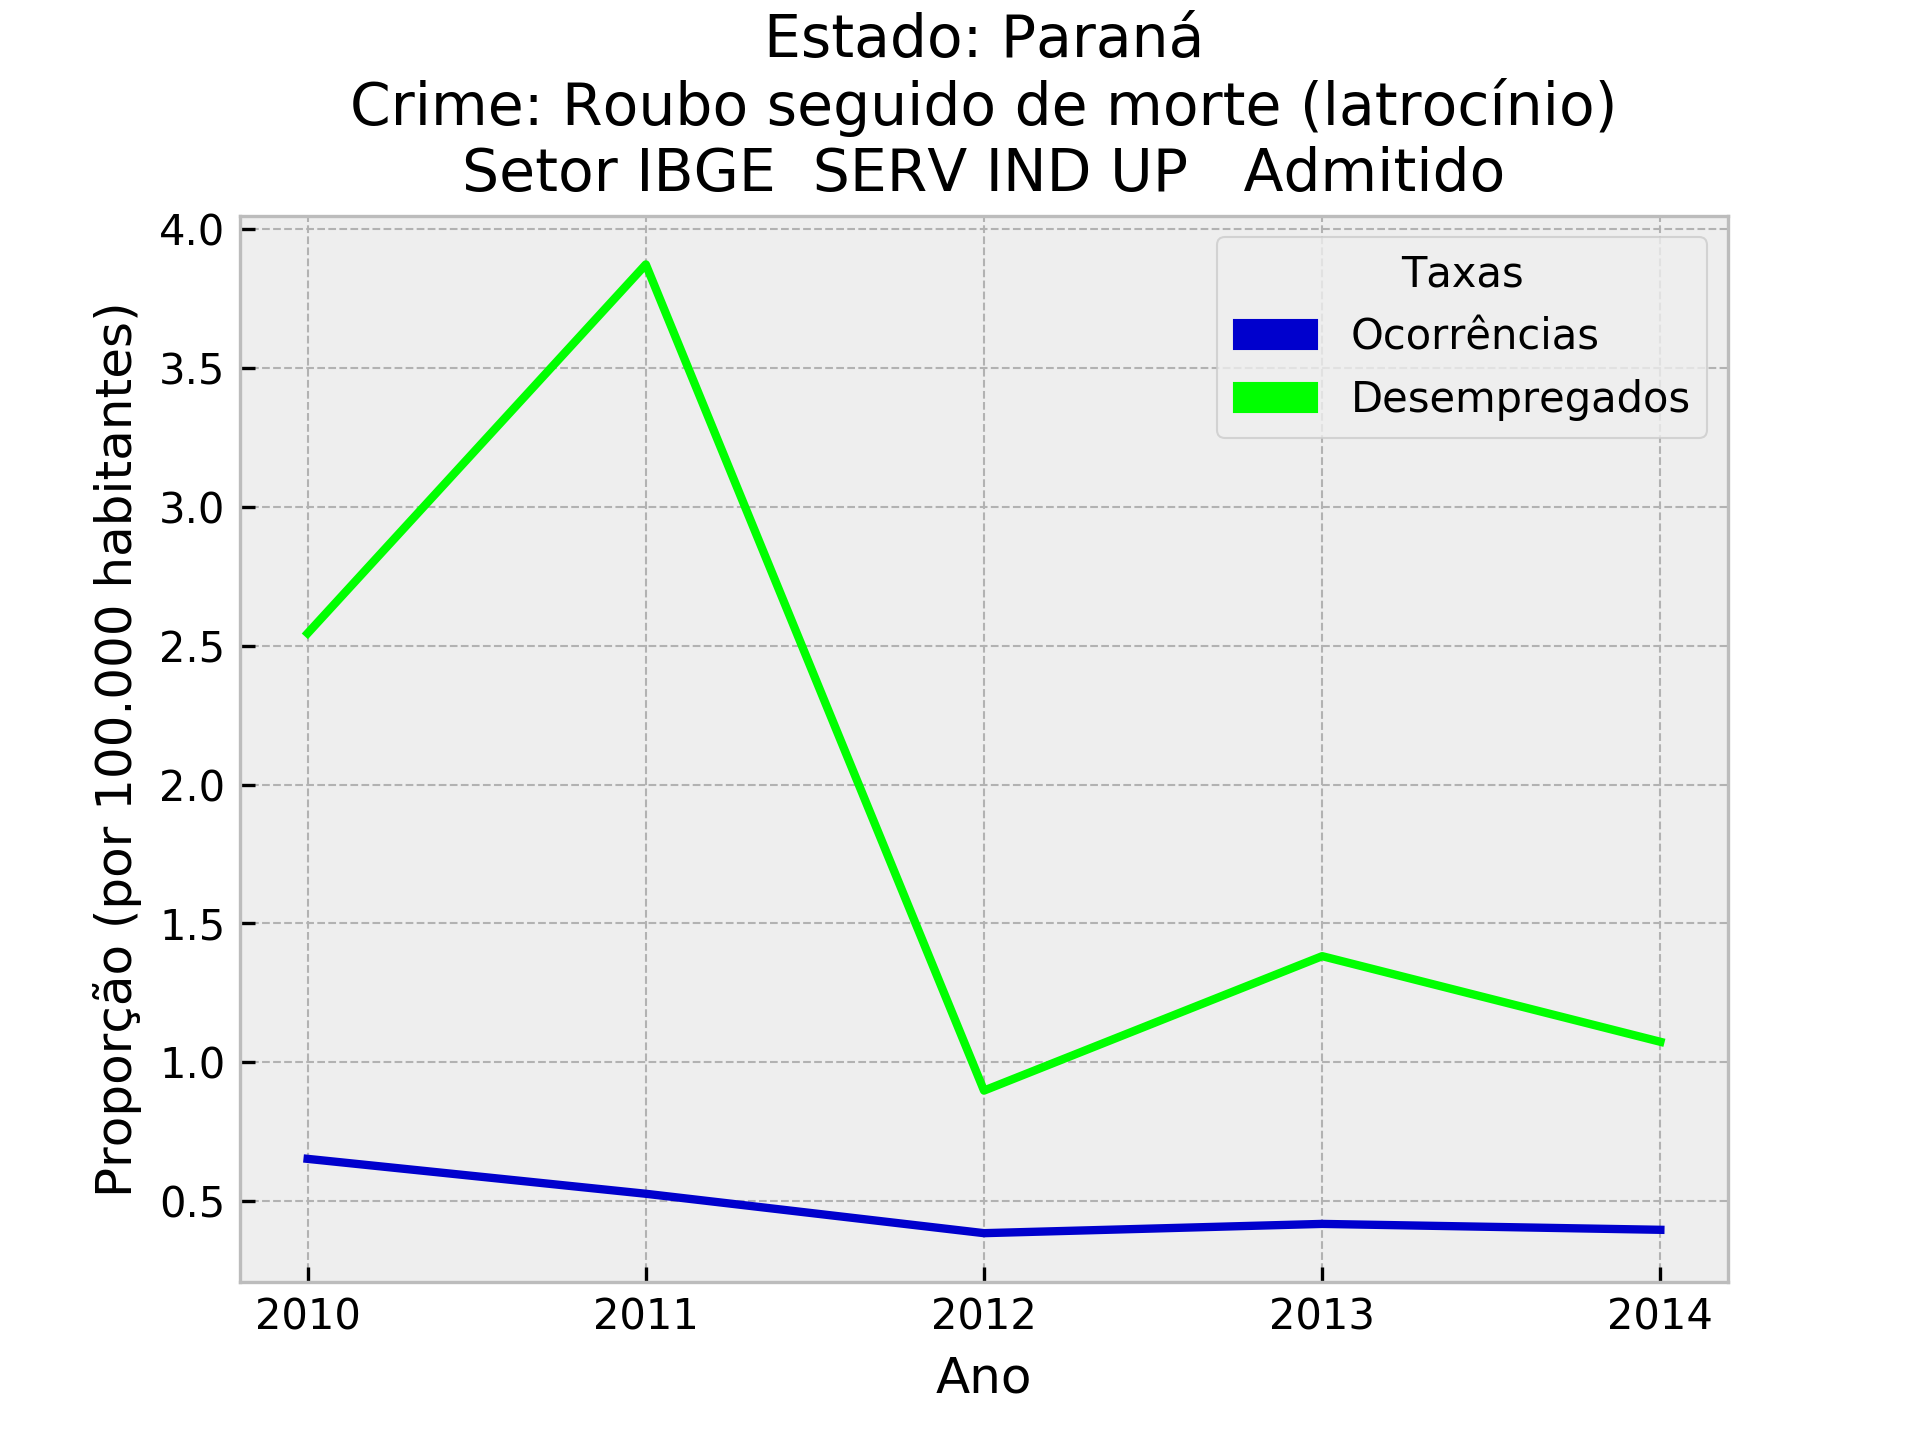 Estado: Paraná
Crime: Roubo seguido de morte (latrocínio)
Setor IBGE  SERV IND UP   Admitido
Proporção (por 100.000 habitantes)
4.0
3.5
3.0
2.5
2.0
1.5
1.0
0.5
Taxas
Ocorrências
Desempregados
2010 2011 2012 2013 2014
Ano